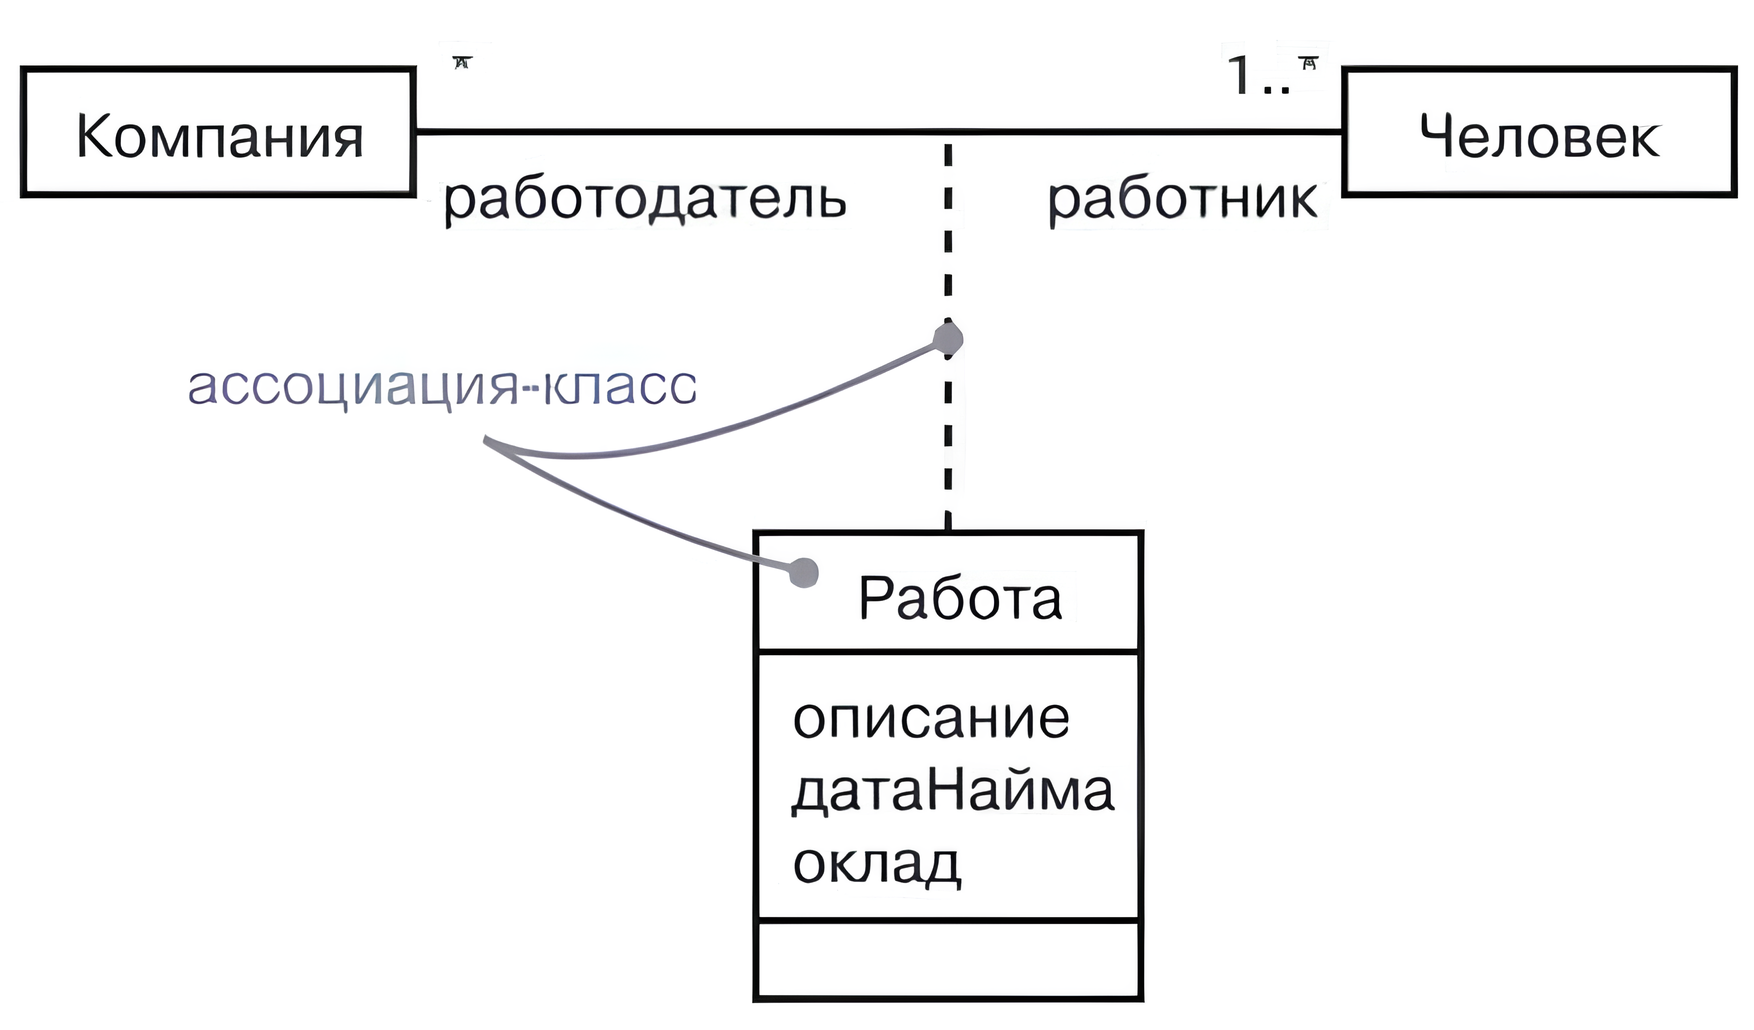 *
1..*
Компания
Человек
работодатель
работник
ассоциация-класс
Работа
описание
датаНайма
оклад